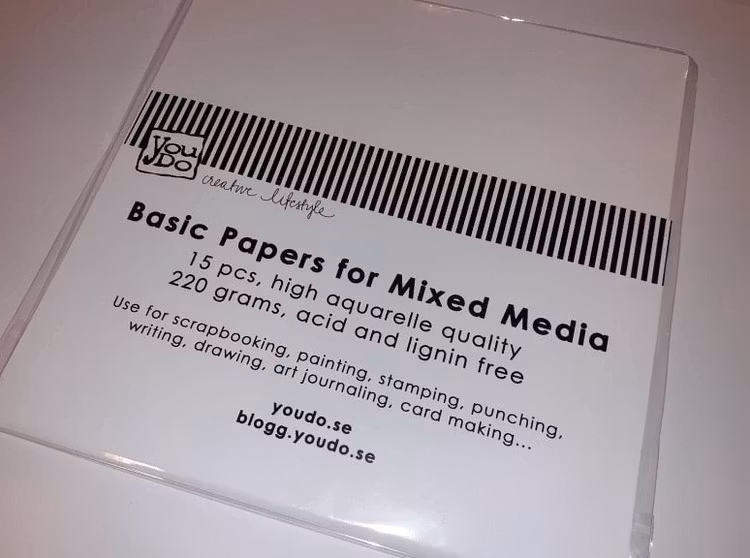 You
Do
creative lifestyle
Basic Papers for Mixed Media
15 pcs, high aquarelle quality
220 grams, acid and lignin free
Use for scrapbooking, painting, stamping, punching,
writing, drawing, art journaling, card making...
youdo.se
blogg.youdo.se